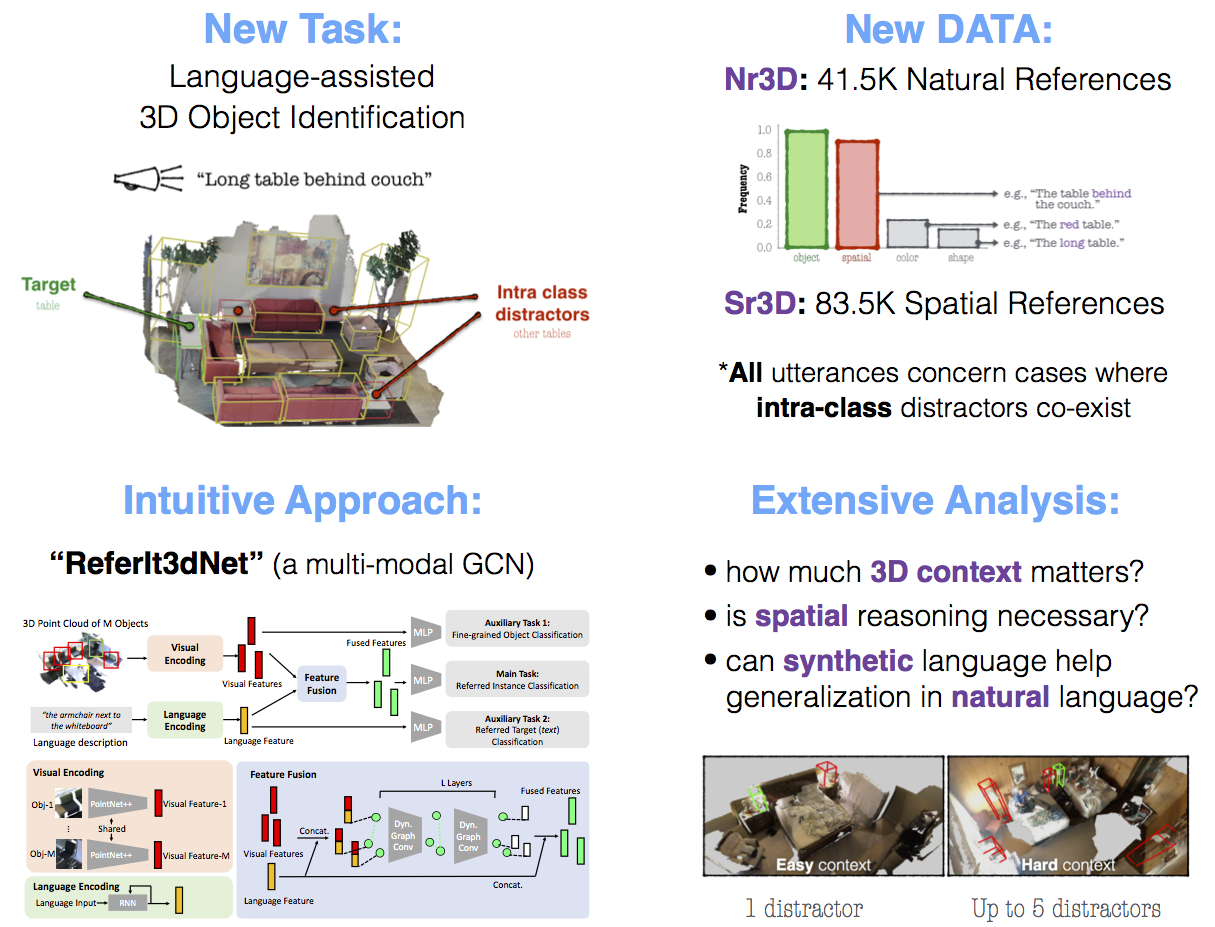 New Task:
Language-assisted
3D Object Identification
“Long table behind couch”
Target
table
Intra class
distractors
other tables
New DATA:
Nr3D: 41.5K Natural References
Frequency
1.0
0.8
0.6
0.4
0.2
0.0
object
spatial
color
shape
e.g., “The table behind
the couch.”
e.g., “The red table.”
e.g., “The long table.”
Sr3D: 83.5K Spatial References
*All utterances concern cases where
intra-class distractors co-exist
Intuitive Approach:
“ReferIt3dNet” (a multi-modal GCN)
3D Point Cloud of M Objects
Visual
Encoding
Visual Features
“the armchair next to
the whiteboard”
Language description
Language
Encoding
Language Feature
Feature
Fusion
Fused Features
MLP
Auxiliary Task 1:
Fine-grained Object Classification
MLP
Main Task:
Referred Instance Classification
MLP
Auxiliary Task 2:
Referred Target (text)
Classification
Visual Encoding
Obj-1
PointNet++
Visual Feature-1
⋮
Shared
Obj-M
PointNet++
Visual Feature-M
Language Encoding
Language Input
RNN
Feature Fusion
Visual Features
Language Feature
Concat.
L Layers
Dyn.
Graph
Conv
Dyn.
Graph
Conv
Fused Features
Concat.
Extensive Analysis:
• how much 3D context matters?
• is spatial reasoning necessary?
• can synthetic language help
generalization in natural language?
Easy context
Hard context
1 distractor
Up to 5 distractors